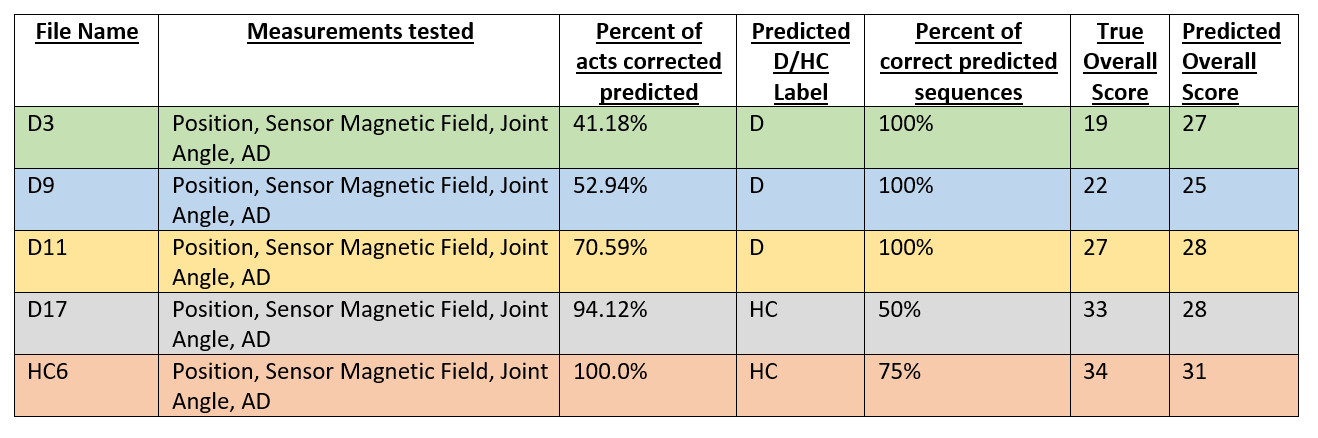 File Name Measurements tested Percent of acts corrected predicted Predicted D/HC Label Percent of correct predicted sequences True Overall Score Predicted Overall Score
D3 Position, Sensor Magnetic Field, Joint Angle, AD 41.18% D 100% 19 27
D9 Position, Sensor Magnetic Field, Joint Angle, AD 52.94% D 100% 22 25
D11 Position, Sensor Magnetic Field, Joint Angle, AD 70.59% D 100% 27 28
D17 Position, Sensor Magnetic Field, Joint Angle, AD 94.12% HC 50% 33 28
HC6 Position, Sensor Magnetic Field, Joint Angle, AD 100.0% HC 75% 34 31